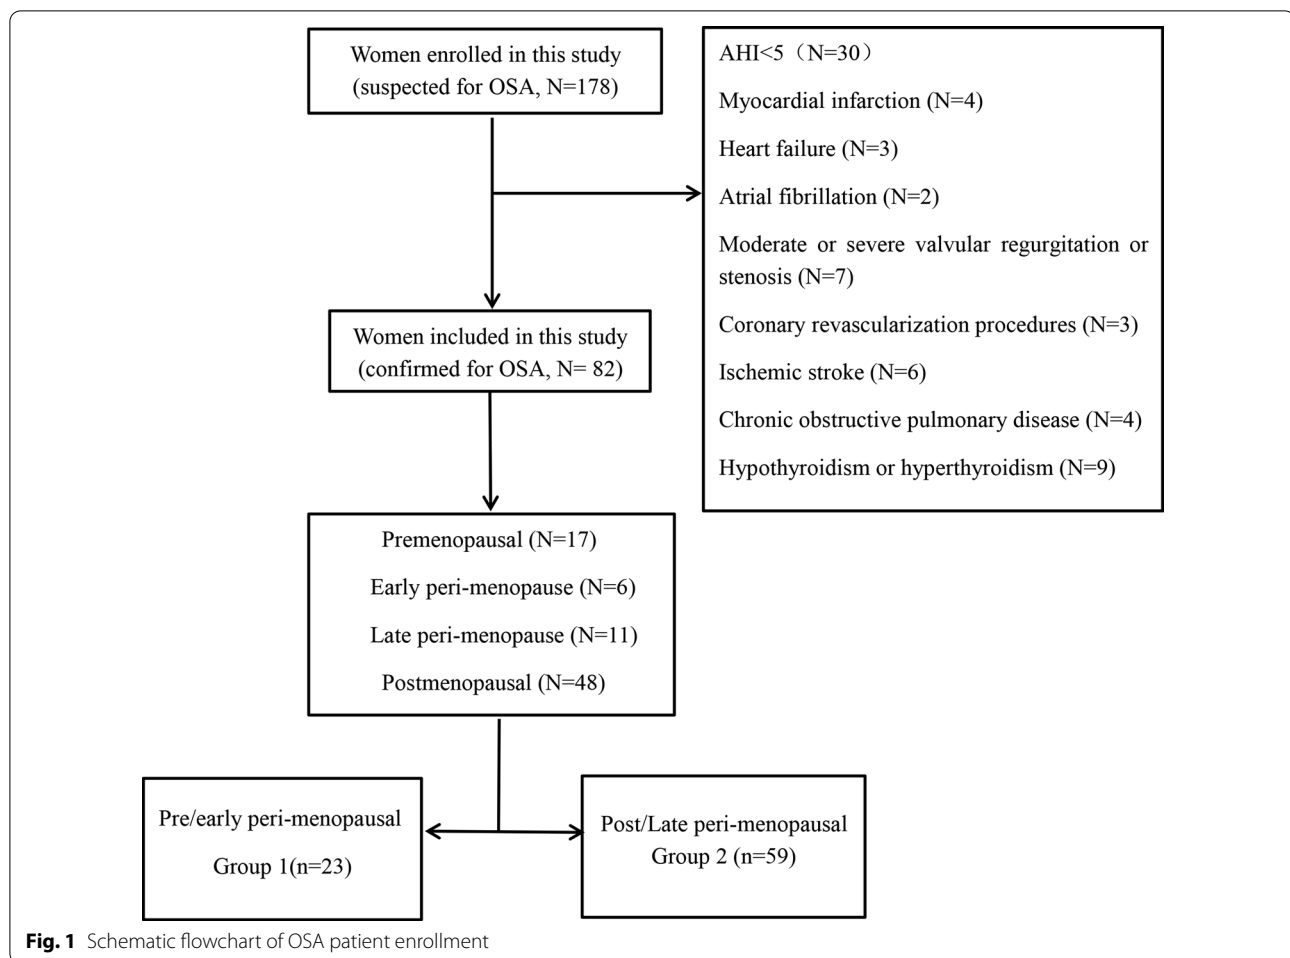 Women enrolled in this study
(suspected for OSA, N=178)
AHI<5（N=30）
Myocardial infarction (N=4)
Heart failure (N=3)
Atrial fibrillation (N=2)
Moderate or severe valvular regurgitation or
stenosis (N=7)
Coronary revascularization procedures (N=3)
Ischemic stroke (N=6)
Chronic obstructive pulmonary disease (N=4)
Hypothyroidism or hyperthyroidism (N=9)
Women included in this study
(confirmed for OSA, N= 82)
Premenopausal (N=17)
Early peri-menopause (N=6)
Late peri-menopause (N=11)
Postmenopausal (N=48)
Pre/early peri-menopausal
Group 1(n=23)
Post/Late peri-menopausal
Group 2 (n=59)
Fig. 1 Schematic flowchart of OSA patient enrollment